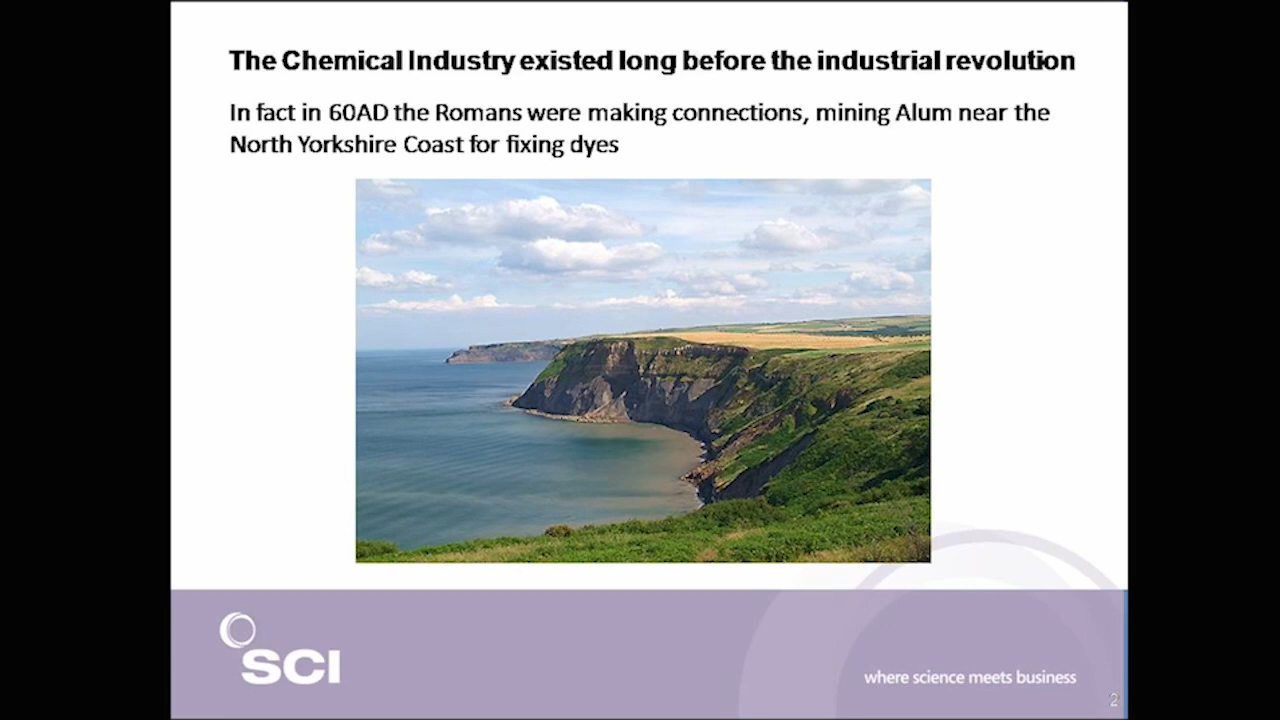 The Chemical Industry existed long before the industrial revolution
In fact in 60AD the Romans were making connections, mining Alum near the
North Yorkshire Coast for fixing dyes
SCI
where science meets business
2